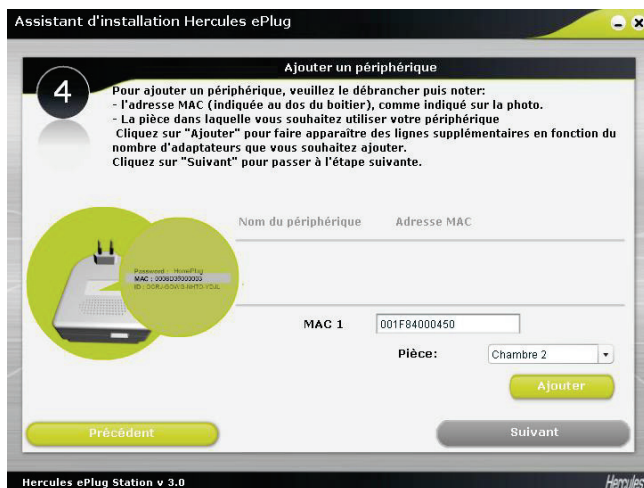 Assistant d'installation Hercules ePlug
4
Ajouter un périphérique
Pour ajouter un périphérique, veuillez le débrancher puis noter:
- l'adresse MAC (indiquée au dos du boitier), comme indiqué sur la photo.
- La pièce dans laquelle vous souhaitez utiliser votre périphérique
Cliquez sur "Ajouter" pour faire apparaître des lignes supplémentaires en fonction du
nombre d'adaptateurs que vous souhaitez ajouter.
Cliquez sur "Suivant" pour passer à l'étape suivante.
Nom du périphérique Adresse MAC
Password : HomePlug
MAC :
ID :
MAC 1 001F84000450
Pièce: Chambre 2
Ajouter
Précédent Suivant
Hercules ePlug Station v 3.0 Hercules